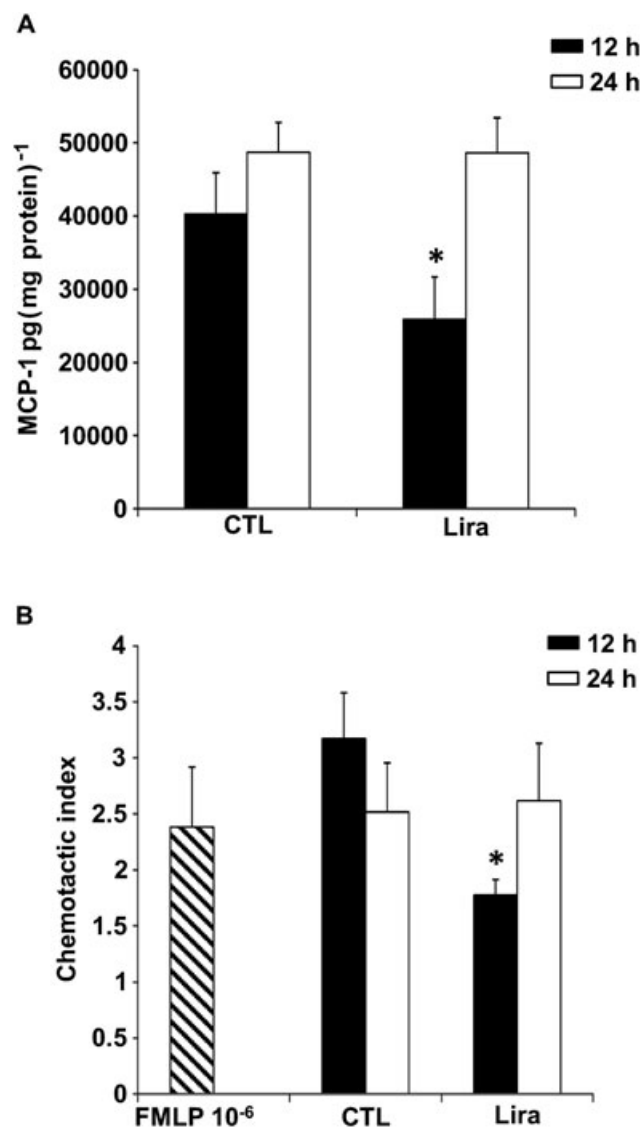 A
12 h
24 h
60000
50000
40000
30000
20000
10000
0
MCP-1 pg(mg protein)⁻¹
*
CTL
Lira
B
12 h
24 h
4
3.5
3
2.5
2
1.5
1
0.5
0
Chemotactic index
*
FMLP 10⁻⁶
CTL
Lira